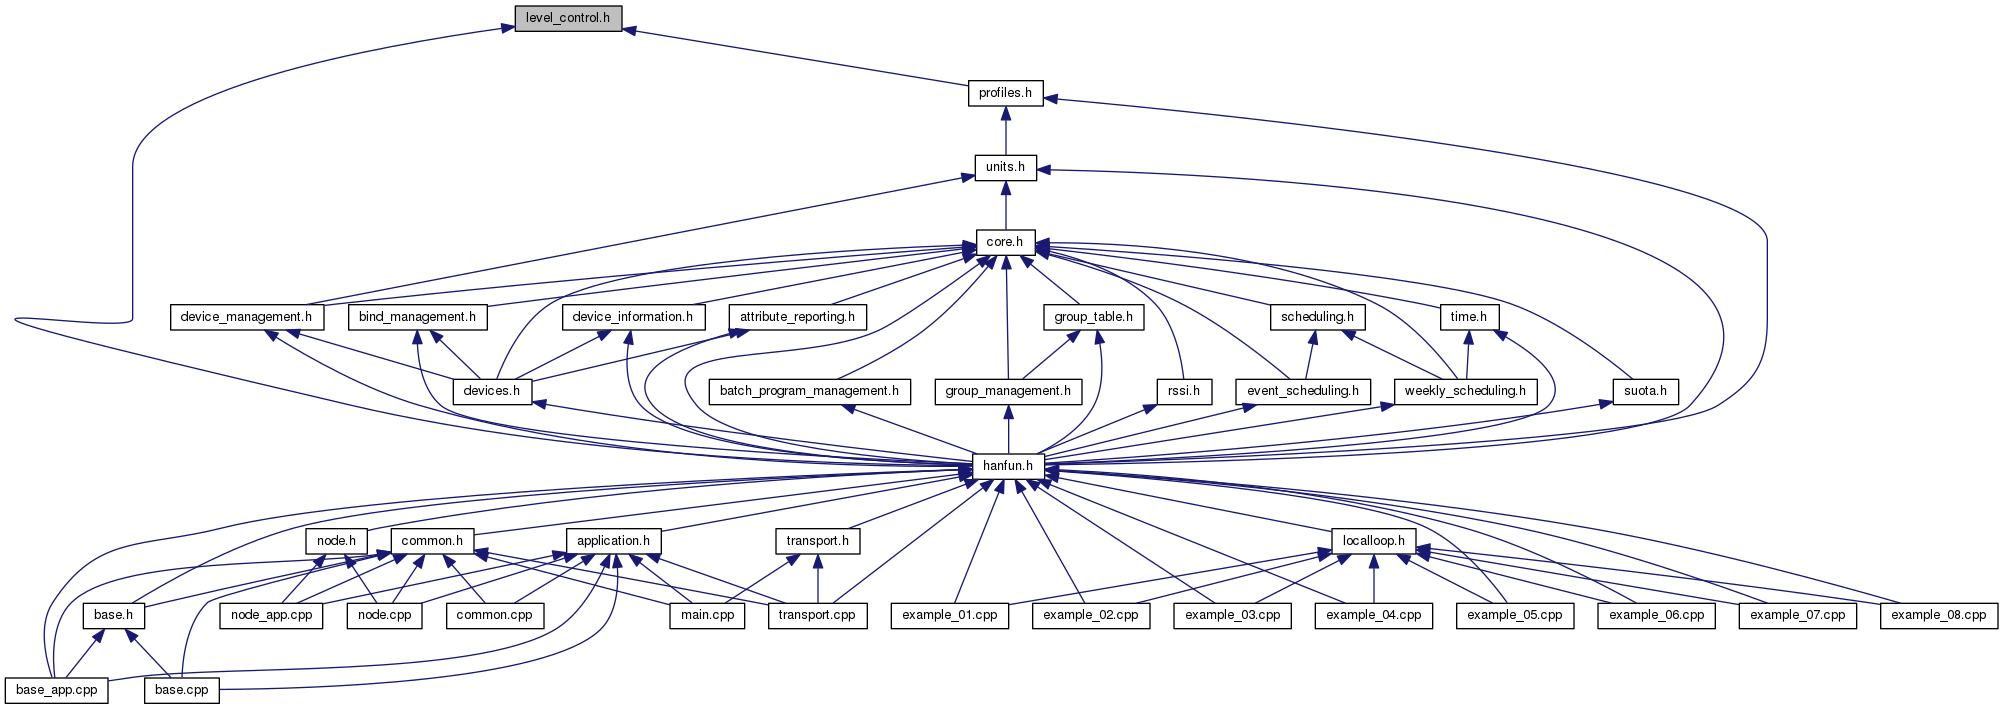 level_control.h
profiles.h
units.h
core.h
device_management.h
bind_management.h
device_information.h
attribute_reporting.h
group_table.h
scheduling.h
time.h
devices.h
batch_program_management.h
group_management.h
rssi.h
event_scheduling.h
weekly_scheduling.h
suota.h
hanfun.h
node.h
common.h
application.h
transport.h
localloop.h
base.h
node_app.cpp
node.cpp
common.cpp
main.cpp
transport.cpp
example_01.cpp
example_02.cpp
example_03.cpp
example_04.cpp
example_05.cpp
example_06.cpp
example_07.cpp
example_08.cpp
base_app.cpp
base.cpp